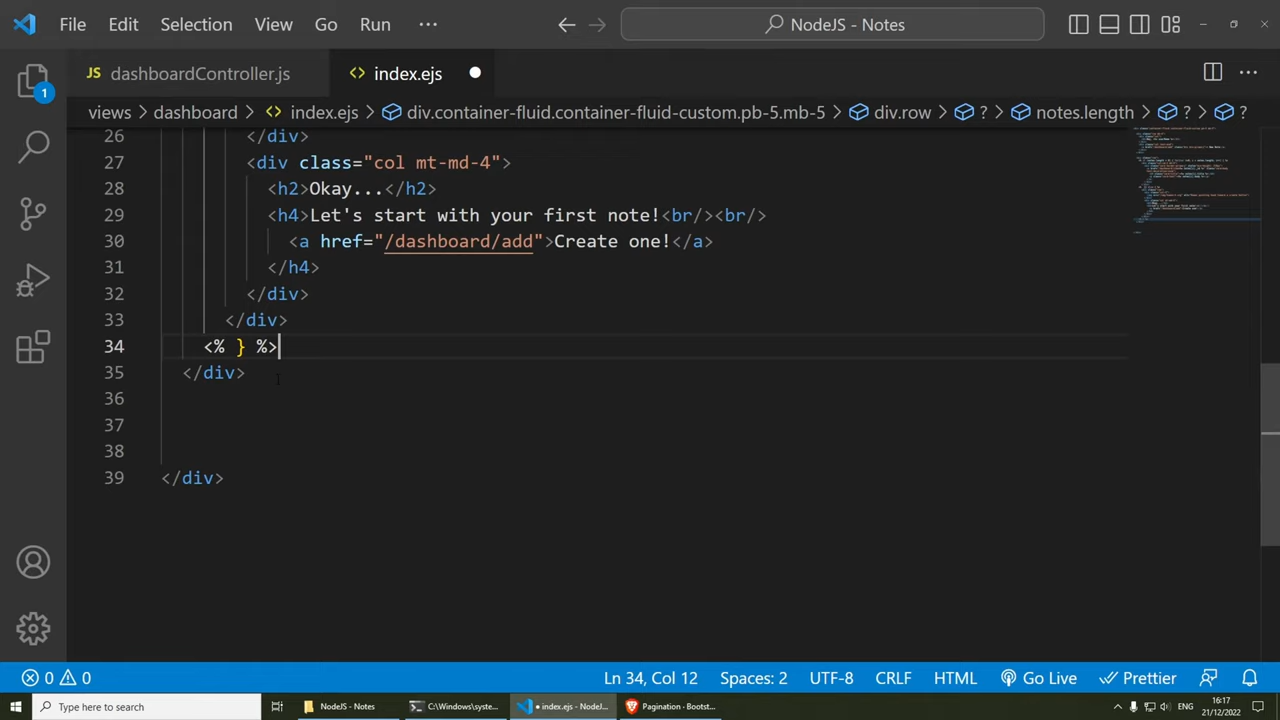 File Edit Selection View Go Run ··· NodeJS - Notes
JS dashboardController.js <> index.ejs ●
views > dashboard > <> index.ejs > div.container-fluid.container-fluid-custom.pb-5.mb-5 > div.row > ? > notes.length > ? > ?
26 </div>
27 <div class="col mt-md-4">
28 <h2>Okay...</h2>
29 <h4>Let's start with your first note!<br/><br/>
30 <a href="/dashboard/add">Create one!</a>
31 </h4>
32 </div>
33 </div>
34 <% } %>
35 </div>
36
37
38
39 </div>
1
0 0 Ln 34, Col 12 Spaces: 2 UTF-8 CRLF HTML Go Live Prettier
Type here to search NodeJS - Notes C:\Windows\syste... ● index.ejs - NodeJ... Pagination · Bootst... ENG 16:17
21/12/2022